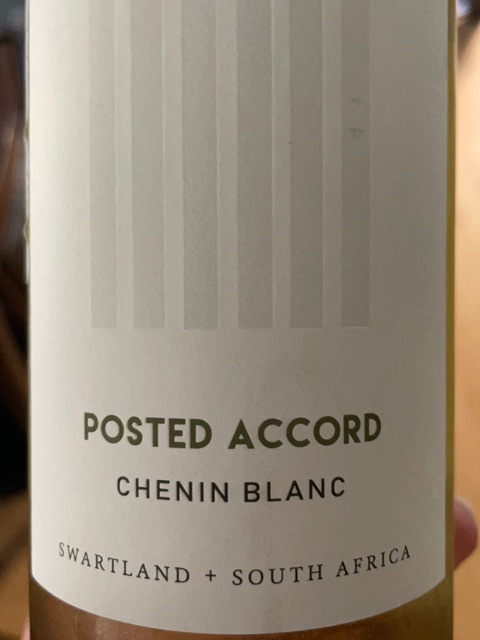 POSTED ACCORD
CHENIN BLANC
SWARTLAND + SOUTH AFRICA